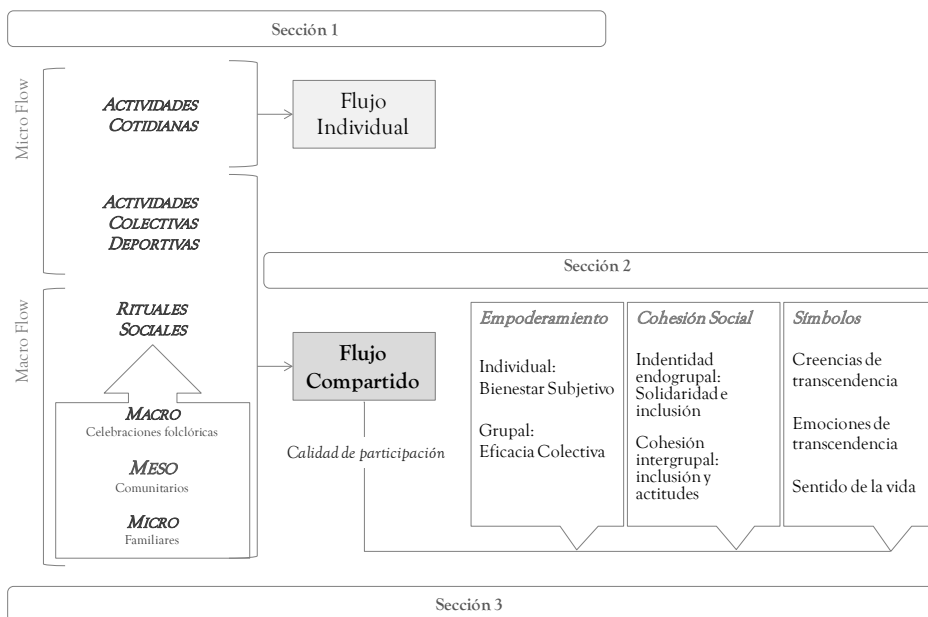 Sección 1
Micro Flow
ACTIVIDADES
COTIDIANAS
Flujo
Individual
ACTIVIDADES
COLECTIVAS
DEPORTIVAS
Sección 2
Macro Flow
RITUALES
SOCIALES
MACRO
Celebraciones folclóricas
MESO
Comunitarios
MICRO
Familiares
Flujo
Compartido
Calidad de participación
Empoderamiento
Individual:
Bienestar Subjetivo
Grupal:
Eficacia Colectiva
Cohesión Social
Indentidad
endogrupal:
Solidaridad e
inclusión
Cohesión
intergrupal:
inclusión y
actitudes
Símbolos
Creencias de
transcendencia
Emociones de
transcendencia
Sentido de la vida
Sección 3